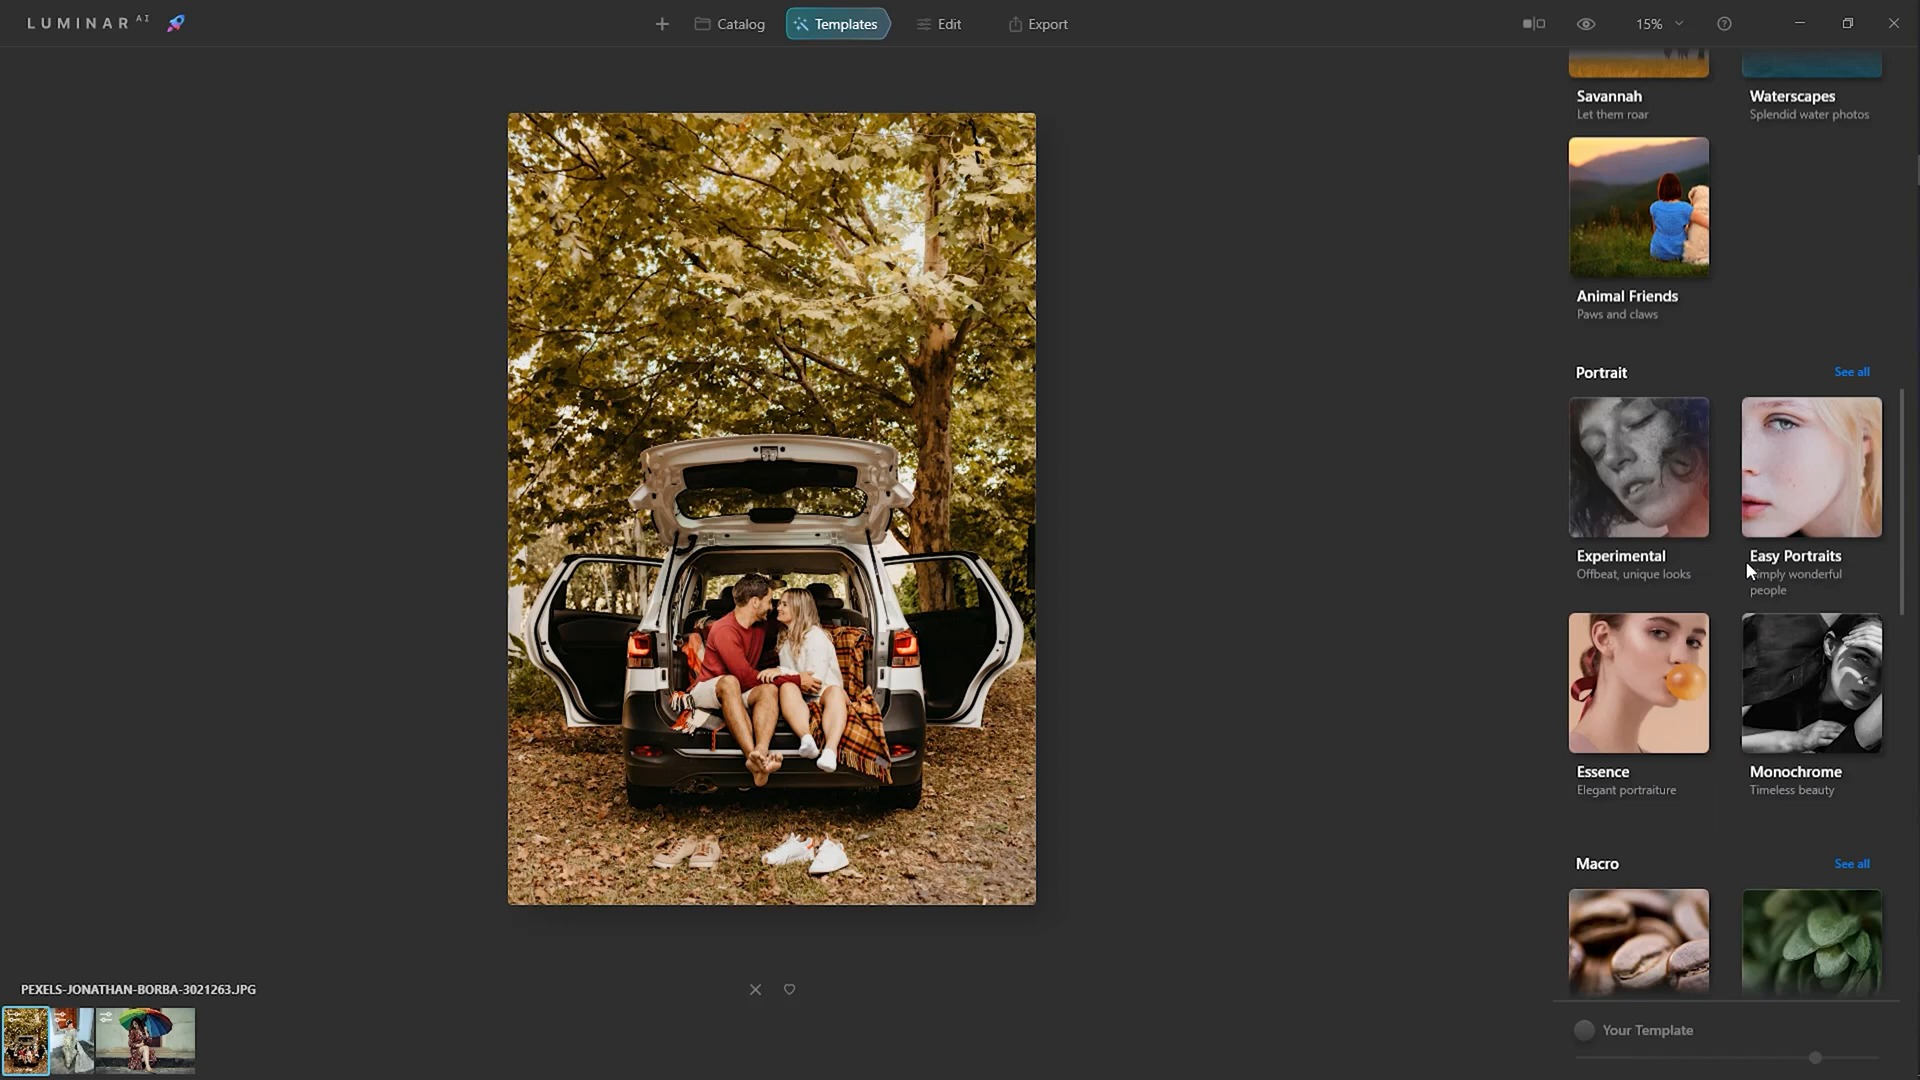 LUMINAR AI
Catalog
Templates
Edit
Export
15%
Savannah
Let them roar
Waterscapes
Splendid water photos
Animal Friends
Paws and claws
Portrait
See all
Experimental
Offbeat, unique looks
Easy Portraits
Simply wonderful
people
Essence
Elegant portraiture
Monochrome
Timeless beauty
Macro
See all
PEXELS-JONATHAN-BORBA-3021263.JPG
Your Template